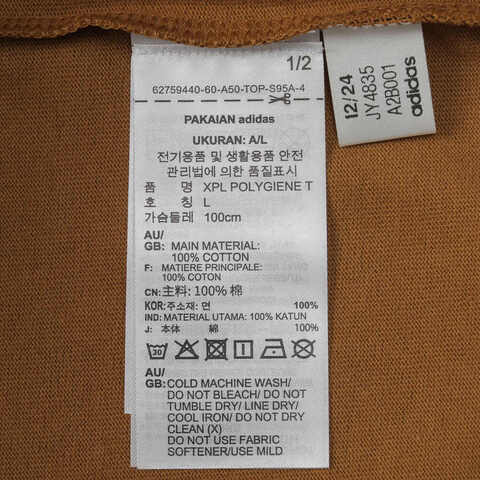 1/2
62759440-60-A50-TOP-S95A-4
PAKAIAN adidas
UKURAN: A/L
전기용품 및 생활용품 안전
관리법에 의한 품질표시
품 명 XPL POLYGIENE T
호 칭 L
가슴둘레 100cm
AU/
GB: MAIN MATERIAL:
100% COTTON
F: MATIERE PRINCIPALE:
100% COTON
CN: 主料: 100% 棉
KOR: 주소재: 면 100%
IND: MATERIAL UTAMA: 100% KATUN
J: 本体 綿 100%
30
AU/
GB: COLD MACHINE WASH/
DO NOT BLEACH/ DO NOT
TUMBLE DRY/ LINE DRY/
COOL IRON/ DO NOT DRY
CLEAN (X)
DO NOT USE FABRIC
SOFTENER/USE MILD
12/24
JY4835
A2B001
adidas